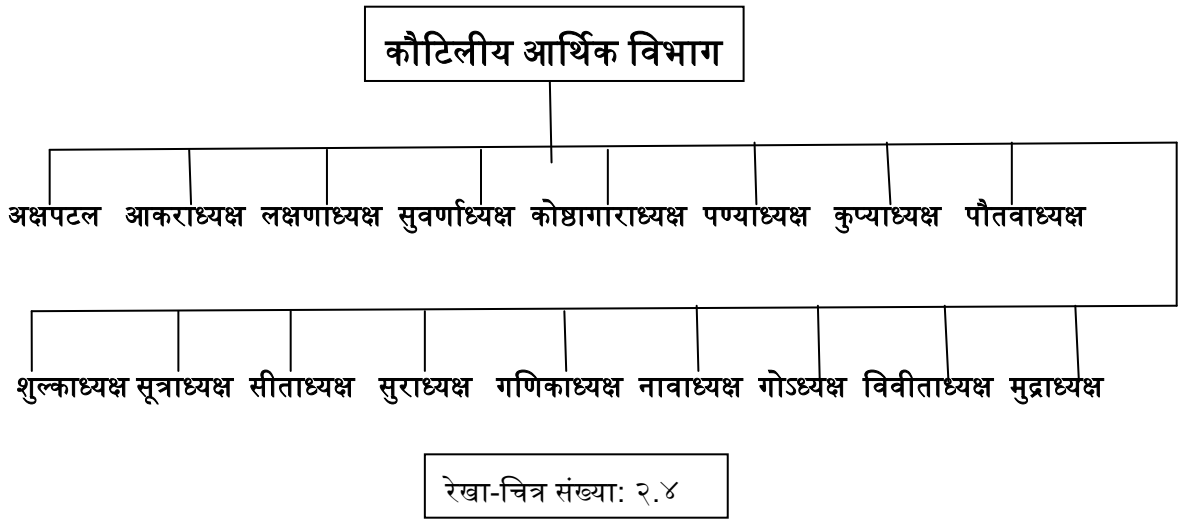 कौटिलीय आर्थिक विभाग
अक्षपटल आकराध्यक्ष लक्षणाध्यक्ष सुवर्णाध्यक्ष कोष्ठागाराध्यक्ष पण्याध्यक्ष कुप्याध्यक्ष पौतवाध्यक्ष
शुल्काध्यक्ष सूत्राध्यक्ष सीताध्यक्ष सुराध्यक्ष गणिकाध्यक्ष नावाध्यक्ष गोऽध्यक्ष विवीताध्यक्ष मुद्राध्यक्ष
रेखा-चित्र संख्या: २.४